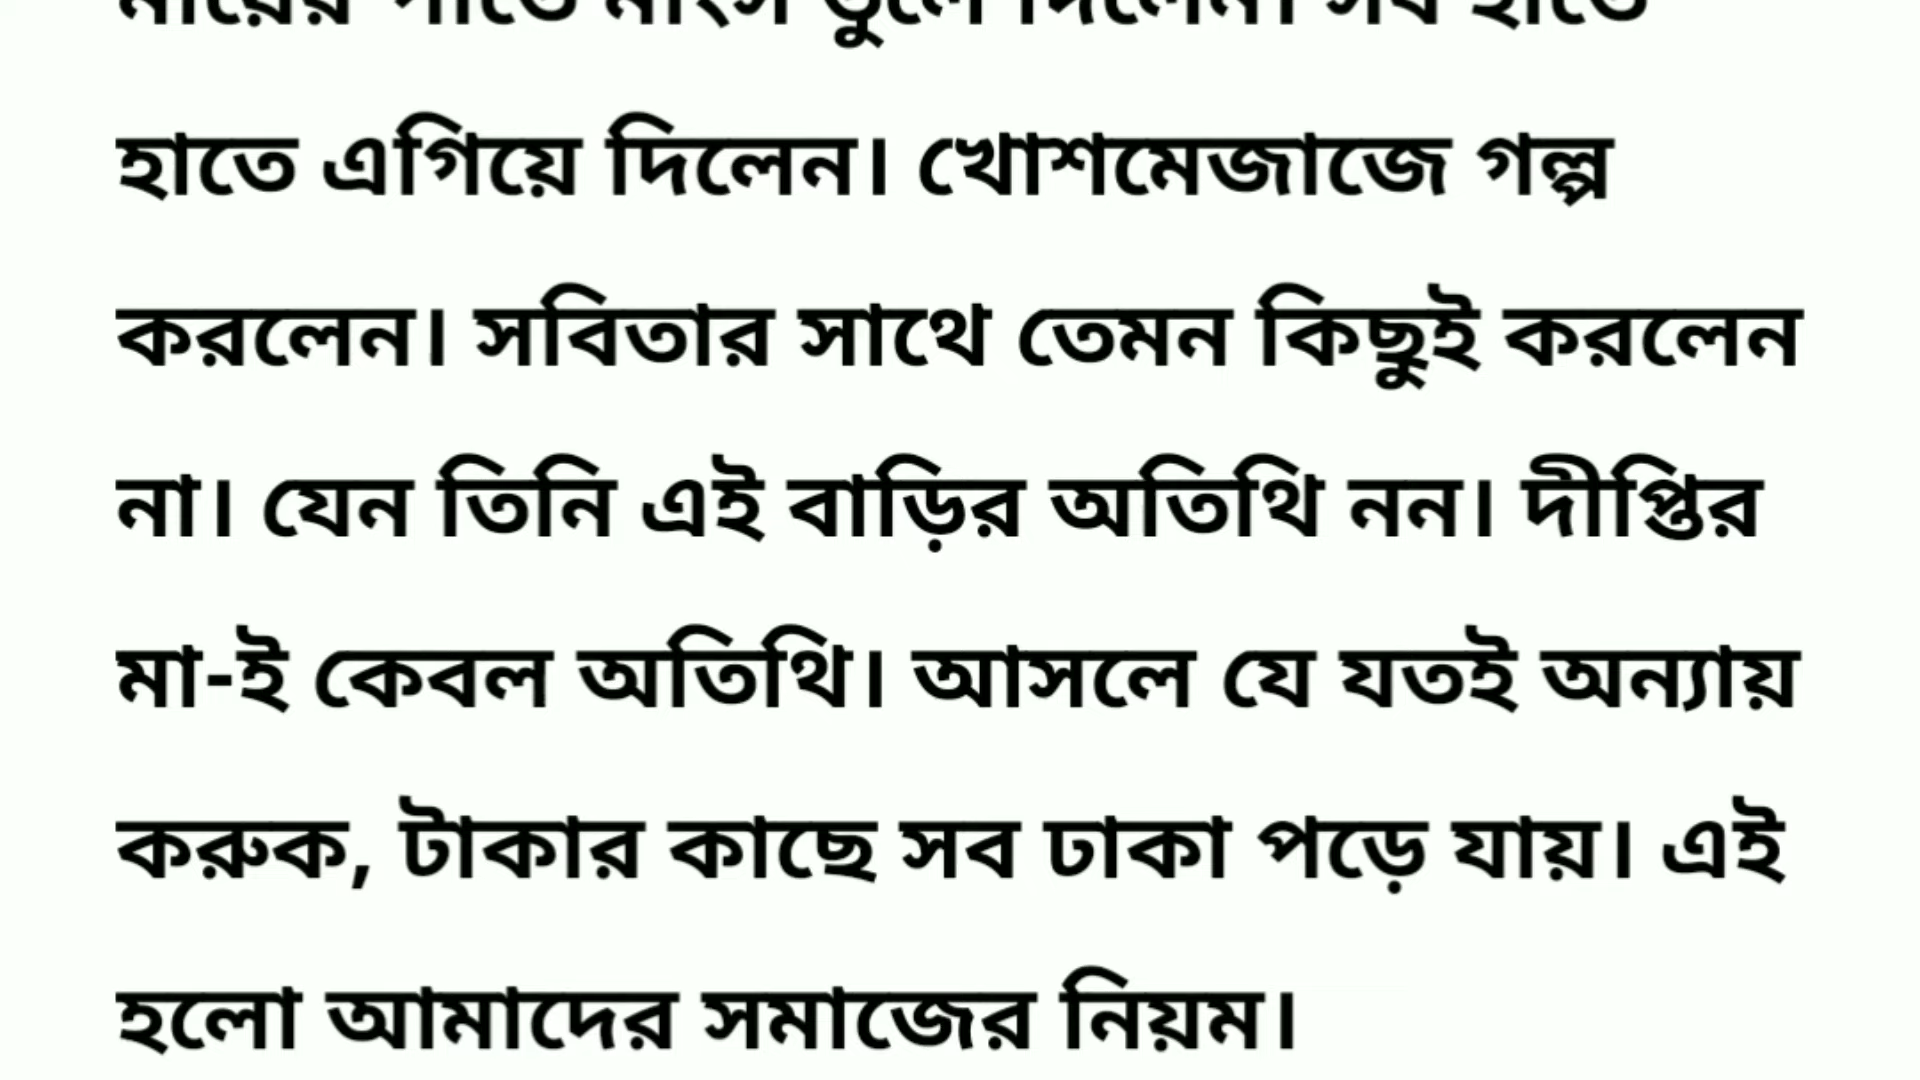 মায়ের পাতে মাংস তুলে দিলেন। সব হাতে
হাতে এগিয়ে দিলেন। খোশমেজাজে গল্প
করলেন। সবিতার সাথে তেমন কিছুই করলেন
না। যেন তিনি এই বাড়ির অতিথি নন। দীপ্তির
মা-ই কেবল অতিথি। আসলে যে যতই অন্যায়
করুক, টাকার কাছে সব ঢাকা পড়ে যায়। এই
হলো আমাদের সমাজের নিয়ম।